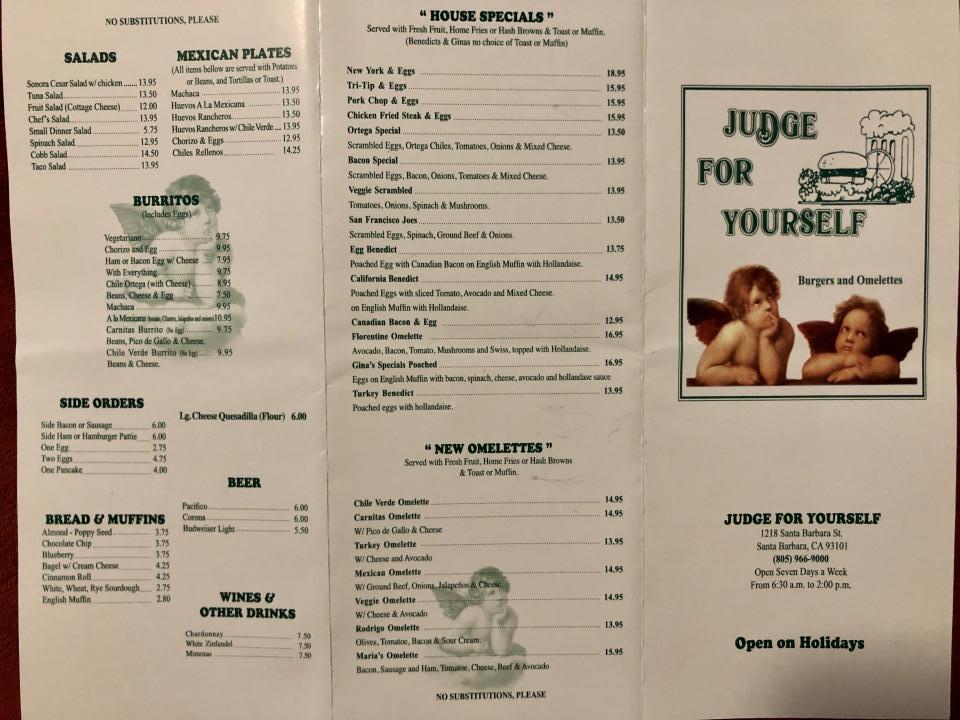 NO SUBSTITUTIONS, PLEASE
SALADS
Sonora Cesar Salad w/ chicken 13.95
Tuna Salad 13.50
Fruit Salad (Cottage Cheese) 12.00
Chef's Salad 13.95
Small Dinner Salad 5.75
Spinach Salad 12.95
Cobb Salad 14.50
Taco Salad 13.95
MEXICAN PLATES
(All items bellow are served with Potatoes
or Beans, and Tortillas or Toast.)
Machaca 13.95
Huevos A La Mexicana 13.50
Huevos Rancheros 13.50
Huevos Rancheros w/ Chile Verde 13.95
Chorizo & Eggs 12.95
Chiles Rellenos 14.25
BURRITOS
(Includes Eggs)
Vegetariano 9.75
Chorizo and Egg 9.95
Ham or Bacon Egg w/ Cheese 7.95
With Everything 9.75
Chile Ortega (with Cheese) 8.95
Beans, Cheese & Egg 7.50
Machaca 9.95
A la Mexicana (tomato, Cilantro, Jalapeños and onions) 10.95
Carnitas Burrito (No Egg) 9.75
Beans, Pico de Gallo & Cheese.
Chile Verde Burrito (No Egg) 9.95
Beans & Cheese.
SIDE ORDERS
Side Bacon or Sausage 6.00
Side Ham or Hamburger Pattie 6.00
One Egg 2.75
Two Eggs 4.75
One Pancake 4.00
Lg. Cheese Quesadilla (Flour) 6.00
BEER
Pacifico 6.00
Corona 6.00
Budweiser Light 5.50
BREAD & MUFFINS
Almond - Poppy Seed 3.75
Chocolate Chip 3.75
Blueberry 3.75
Bagel w/ Cream Cheese 4.25
Cinnamon Roll 4.25
White, Wheat, Rye Sourdough 2.75
English Muffin 2.80
WINES &
OTHER DRINKS
Chardonnay 7.50
White Zinfandel 7.50
Mimosas 7.50
“ HOUSE SPECIALS ”
Served with Fresh Fruit, Home Fries or Hash Browns & Toast or Muffin.
(Benedicts & Ginas no choice of Toast or Muffin)
New York & Eggs 18.95
Tri-Tip & Eggs 15.95
Pork Chop & Eggs 15.95
Chicken Fried Steak & Eggs 15.95
Ortega Special 13.50
Scrambled Eggs, Ortega Chiles, Tomatoes, Onions & Mixed Cheese.
Bacon Special 13.95
Scrambled Eggs, Bacon, Onions, Tomatoes & Mixed Cheese.
Veggie Scrambled 13.95
Tomatoes, Onions, Spinach & Mushrooms.
San Francisco Joes 13.50
Scrambled Eggs, Spinach, Ground Beef & Onions.
Egg Benedict 13.75
Poached Egg with Canadian Bacon on English Muffin with Hollandaise.
California Benedict 14.95
Poached Eggs with sliced Tomato, Avocado and Mixed Cheese.
on English Muffin with Hollandaise.
Canadian Bacon & Egg 12.95
Florentine Omelette 16.95
Avocado, Bacon, Tomato, Mushrooms and Swiss, topped with Hollandaise.
Gina's Specials Poached 16.95
Eggs on English Muffin with bacon, spinach, cheese, avocado and hollandase sauce
Turkey Benedict 13.95
Poached eggs with hollandaise.
“ NEW OMELETTES ”
Served with Fresh Fruit, Home Fries or Hash Browns
& Toast or Muffin.
Chile Verde Omelette 14.95
Carnitas Omelette 14.95
W/ Pico de Gallo & Cheese
Turkey Omelette 13.95
W/ Cheese and Avocado
Mexican Omelette 14.95
W/ Ground Beef, Onions, Jalapeños & Cheese.
Veggie Omelette 14.95
W/ Cheese & Avocado
Rodrigo Omelette 13.95
Olives, Tomatoe, Bacon & Sour Cream.
Maria's Omelette 15.95
Bacon, Sausage and Ham, Tomatoe, Cheese, Beef & Avocado
NO SUBSTITUTIONS, PLEASE
JUDGE
FOR
YOURSELF
Burgers and Omelettes
JUDGE FOR YOURSELF
1218 Santa Barbara St.
Santa Barbara, CA 93101
(805) 966-9000
Open Seven Days a Week
From 6:30 a.m. to 2:00 p.m.
Open on Holidays